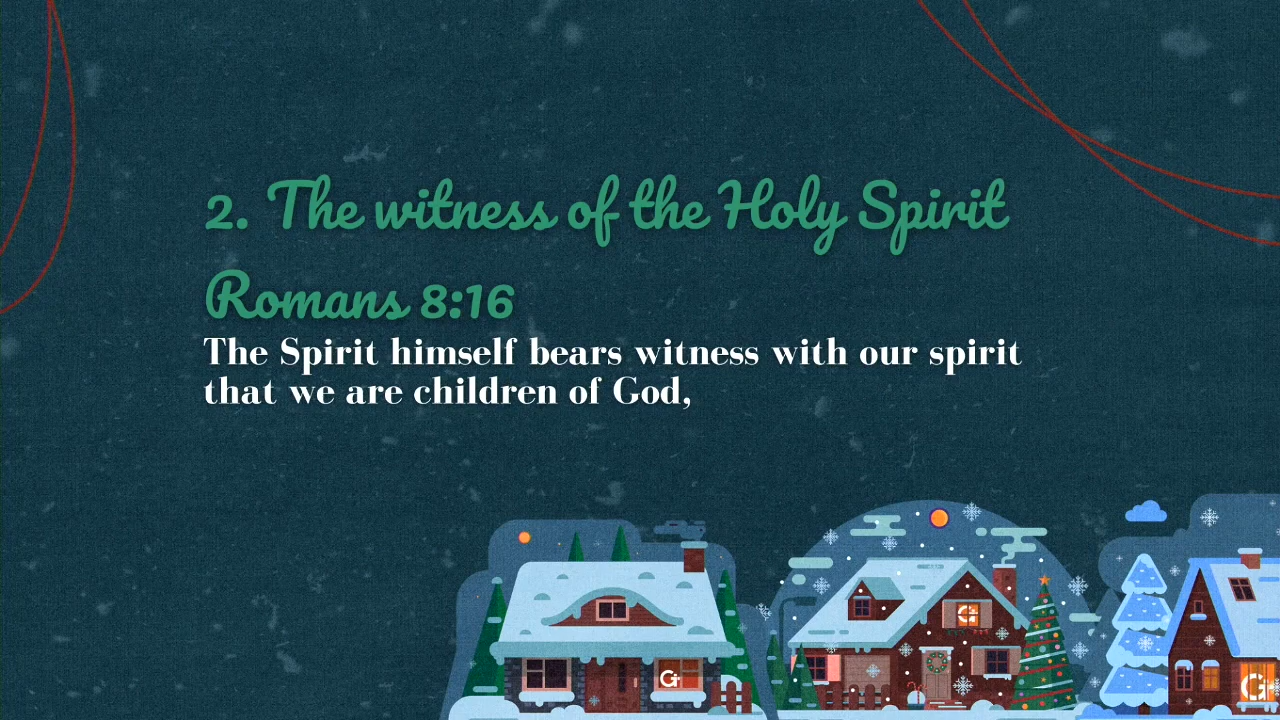 2. The witness of the Holy Spirit
Romans 8:16
The Spirit himself bears witness with our spirit
that we are children of God,